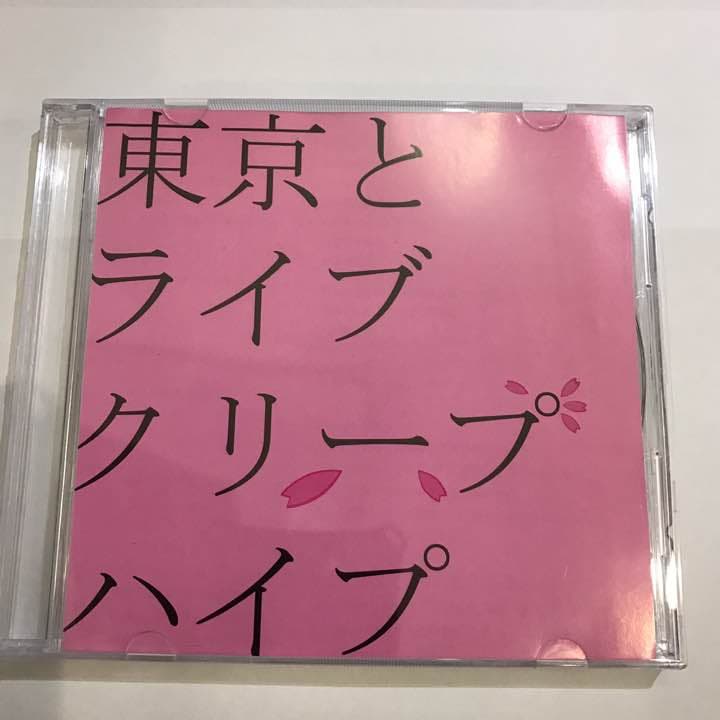 東京と
ライブ
クリープ
ハイプ